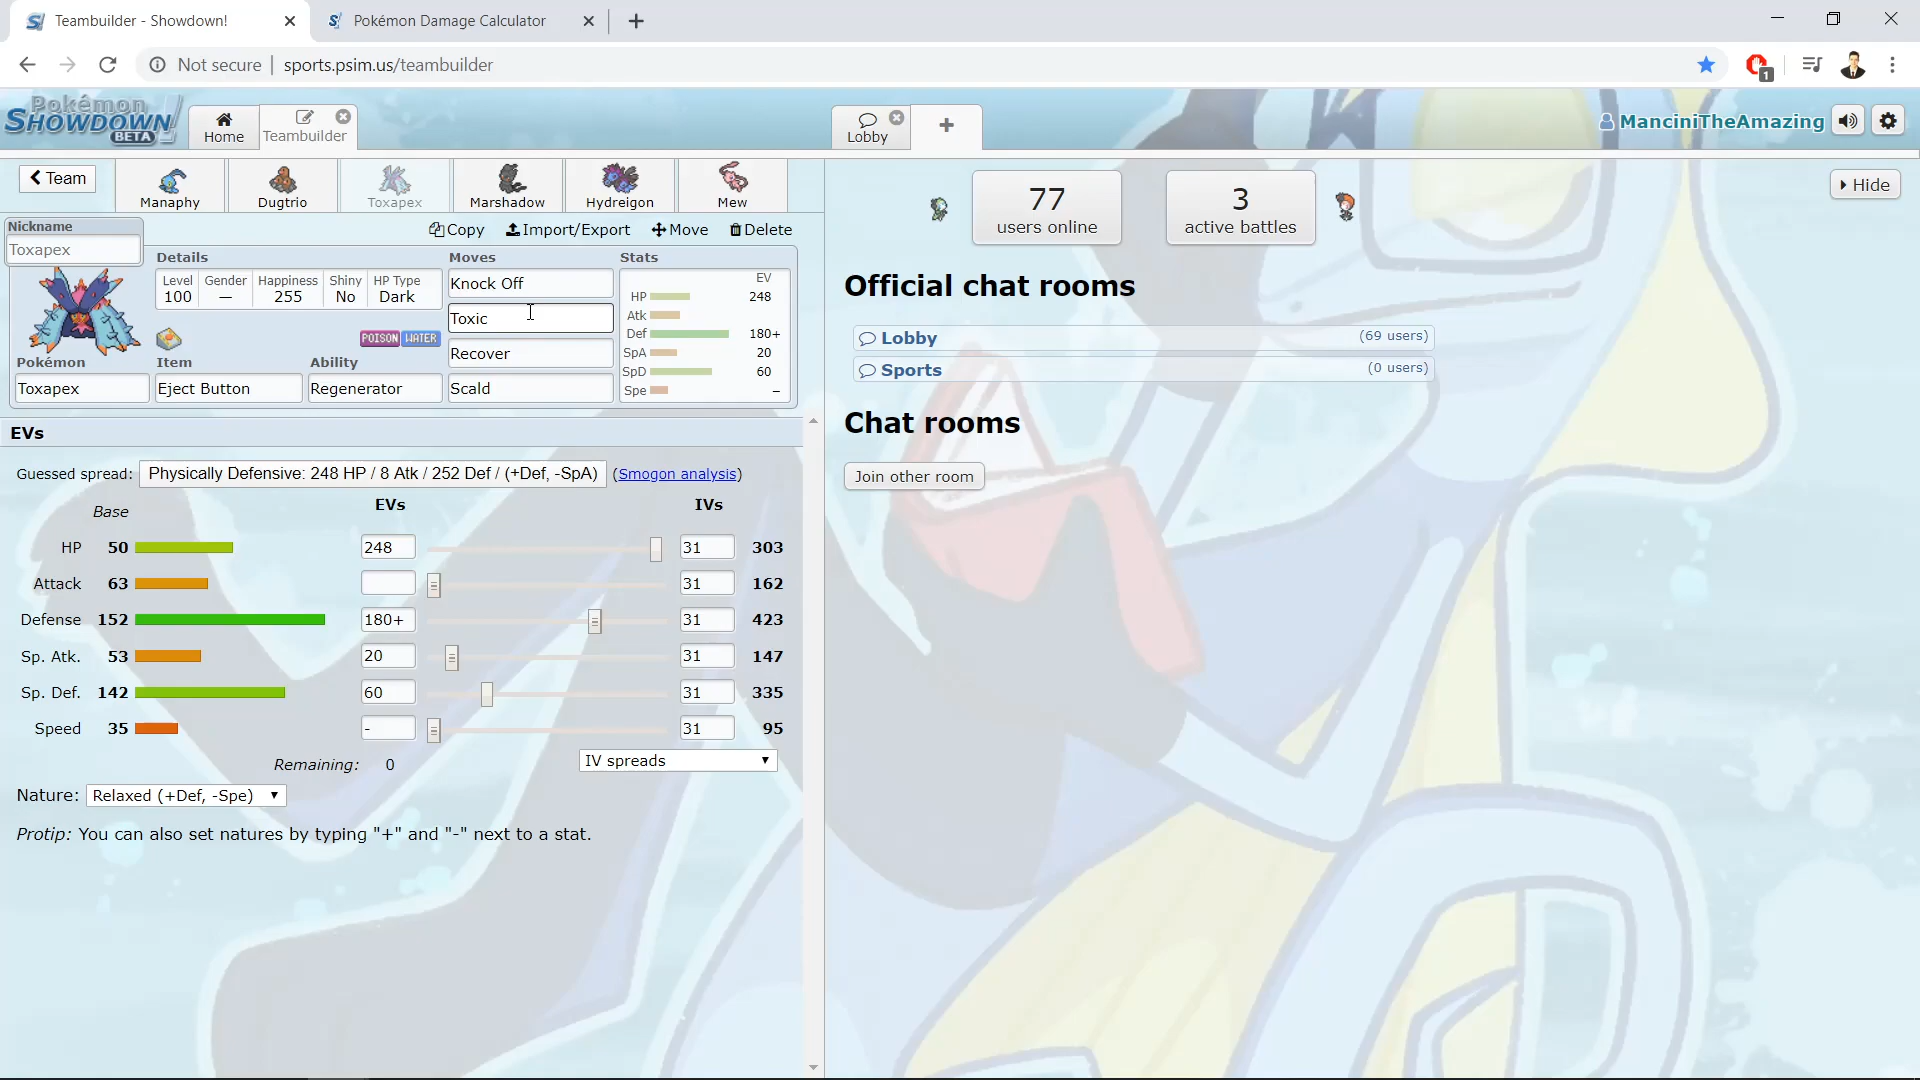 Teambuilder - Showdown!
Pokémon Damage Calculator
Not secure
sports.psim.us/teambuilder
1
Pokémon
SHOWDOWN
BETA
Home
Teambuilder
Lobby
ManciniTheAmazing
Team
Manaphy
Dugtrio
Toxapex
Marshadow
Hydreigon
Mew
77
users online
3
active battles
Hide
Nickname
Toxapex
Copy
Import/Export
Move
Delete
Details
Moves
Stats
Level
100
Gender
—
Happiness
255
Shiny
No
HP Type
Dark
POISON WATER
Pokémon
Toxapex
Item
Eject Button
Ability
Regenerator
Knock Off
Toxic
Recover
Scald
EV
HP 248
Atk
Def 180+
SpA 20
SpD 60
Spe –
Official chat rooms
Lobby (69 users)
Sports (0 users)
Chat rooms
Join other room
EVs
Guessed spread: Physically Defensive: 248 HP / 8 Atk / 252 Def / (+Def, -SpA) (Smogon analysis)
Base EVs IVs
HP 50 248 31 303
Attack 63 31 162
Defense 152 180+ 31 423
Sp. Atk. 53 20 31 147
Sp. Def. 142 60 31 335
Speed 35 - 31 95
Remaining: 0
IV spreads
Nature: Relaxed (+Def, -Spe)
Protip: You can also set natures by typing "+" and "-" next to a stat.